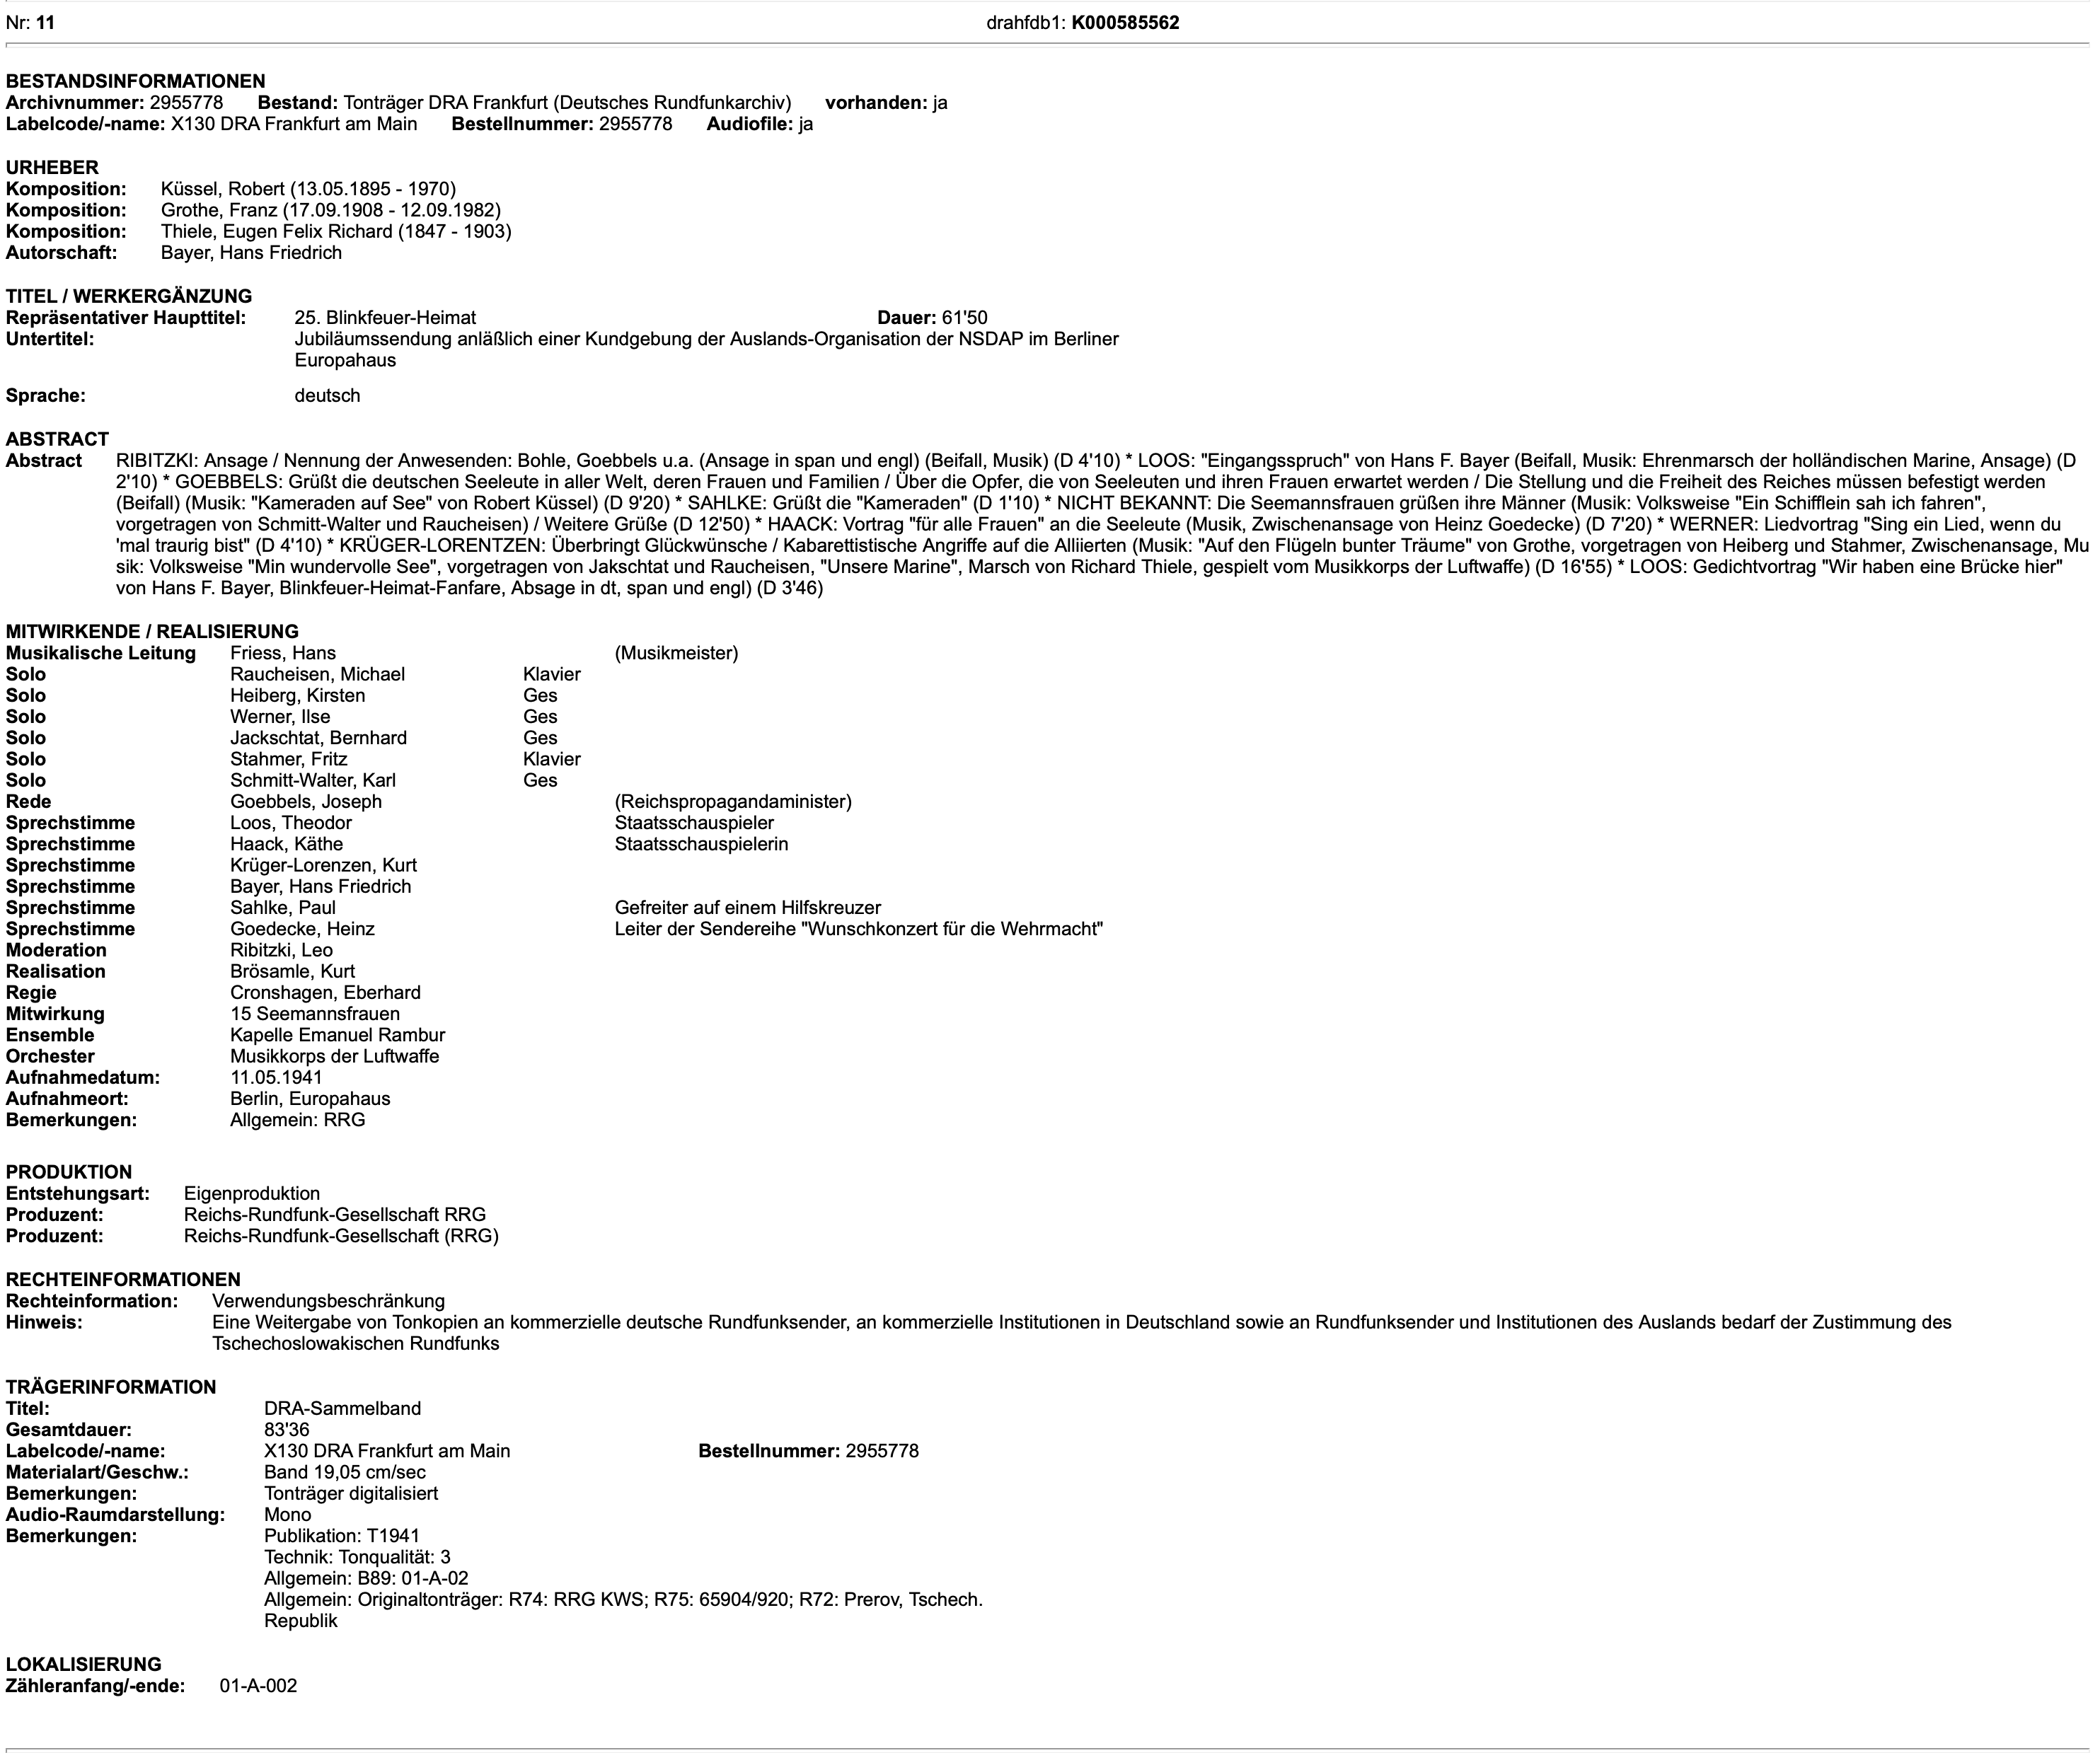 Nr: 11 drahfdb1: K000585562
BESTANDSINFORMATIONEN
Archivnummer: 2955778 Bestand: Tonträger DRA Frankfurt (Deutsches Rundfunkarchiv) vorhanden: ja
Labelcode/-name: X130 DRA Frankfurt am Main Bestellnummer: 2955778 Audiofile: ja
URHEBER
Komposition: Küssel, Robert (13.05.1895 - 1970)
Komposition: Grothe, Franz (17.09.1908 - 12.09.1982)
Komposition: Thiele, Eugen Felix Richard (1847 - 1903)
Autorschaft: Bayer, Hans Friedrich
TITEL / WERKERGÄNZUNG
Repräsentativer Haupttitel: 25. Blinkfeuer-Heimat Dauer: 61'50
Untertitel: Jubiläumssendung anläßlich einer Kundgebung der Auslands-Organisation der NSDAP im Berliner
Europahaus
Sprache: deutsch
ABSTRACT
Abstract RIBITZKI: Ansage / Nennung der Anwesenden: Bohle, Goebbels u.a. (Ansage in span und engl) (Beifall, Musik) (D 4'10) * LOOS: "Eingangsspruch" von Hans F. Bayer (Beifall, Musik: Ehrenmarsch der holländischen Marine, Ansage) (D
2'10) * GOEBBELS: Grüßt die deutschen Seeleute in aller Welt, deren Frauen und Familien / Über die Opfer, die von Seeleuten und ihren Frauen erwartet werden / Die Stellung und die Freiheit des Reiches müssen befestigt werden
(Beifall) (Musik: "Kameraden auf See" von Robert Küssel) (D 9'20) * SAHLKE: Grüßt die "Kameraden" (D 1'10) * NICHT BEKANNT: Die Seemannsfrauen grüßen ihre Männer (Musik: Volksweise "Ein Schifflein sah ich fahren",
vorgetragen von Schmitt-Walter und Raucheisen) / Weitere Grüße (D 12'50) * HAACK: Vortrag "für alle Frauen" an die Seeleute (Musik, Zwischenansage von Heinz Goedecke) (D 7'20) * WERNER: Liedvortrag "Sing ein Lied, wenn du
'mal traurig bist" (D 4'10) * KRÜGER-LORENTZEN: Überbringt Glückwünsche / Kabarettistische Angriffe auf die Alliierten (Musik: "Auf den Flügeln bunter Träume" von Grothe, vorgetragen von Heiberg und Stahmer, Zwischenansage, Mu
sik: Volksweise "Min wundervolle See", vorgetragen von Jakschtat und Raucheisen, "Unsere Marine", Marsch von Richard Thiele, gespielt vom Musikkorps der Luftwaffe) (D 16'55) * LOOS: Gedichtvortrag "Wir haben eine Brücke hier"
von Hans F. Bayer, Blinkfeuer-Heimat-Fanfare, Absage in dt, span und engl) (D 3'46)
MITWIRKENDE / REALISIERUNG
Musikalische Leitung Friess, Hans (Musikmeister)
Solo Raucheisen, Michael Klavier
Solo Heiberg, Kirsten Ges
Solo Werner, Ilse Ges
Solo Jackschtat, Bernhard Ges
Solo Stahmer, Fritz Klavier
Solo Schmitt-Walter, Karl Ges
Rede Goebbels, Joseph (Reichspropagandaminister)
Sprechstimme Loos, Theodor Staatsschauspieler
Sprechstimme Haack, Käthe Staatsschauspielerin
Sprechstimme Krüger-Lorenzen, Kurt
Sprechstimme Bayer, Hans Friedrich
Sprechstimme Sahlke, Paul Gefreiter auf einem Hilfskreuzer
Sprechstimme Goedecke, Heinz Leiter der Sendereihe "Wunschkonzert für die Wehrmacht"
Moderation Ribitzki, Leo
Realisation Brösamle, Kurt
Regie Cronshagen, Eberhard
Mitwirkung 15 Seemannsfrauen
Ensemble Kapelle Emanuel Rambur
Orchester Musikkorps der Luftwaffe
Aufnahmedatum: 11.05.1941
Aufnahmeort: Berlin, Europahaus
Bemerkungen: Allgemein: RRG
PRODUKTION
Entstehungsart: Eigenproduktion
Produzent: Reichs-Rundfunk-Gesellschaft RRG
Produzent: Reichs-Rundfunk-Gesellschaft (RRG)
RECHTEINFORMATIONEN
Rechteinformation: Verwendungsbeschränkung
Hinweis: Eine Weitergabe von Tonkopien an kommerzielle deutsche Rundfunksender, an kommerzielle Institutionen in Deutschland sowie an Rundfunksender und Institutionen des Auslands bedarf der Zustimmung des
Tschechoslowakischen Rundfunks
TRÄGERINFORMATION
Titel: DRA-Sammelband
Gesamtdauer: 83'36
Labelcode/-name: X130 DRA Frankfurt am Main Bestellnummer: 2955778
Materialart/Geschw.: Band 19,05 cm/sec
Bemerkungen: Tonträger digitalisiert
Audio-Raumdarstellung: Mono
Bemerkungen: Publikation: T1941
Technik: Tonqualität: 3
Allgemein: B89: 01-A-02
Allgemein: Originaltonträger: R74: RRG KWS; R75: 65904/920; R72: Prerov, Tschech.
Republik
LOKALISIERUNG
Zähleranfang/-ende: 01-A-002